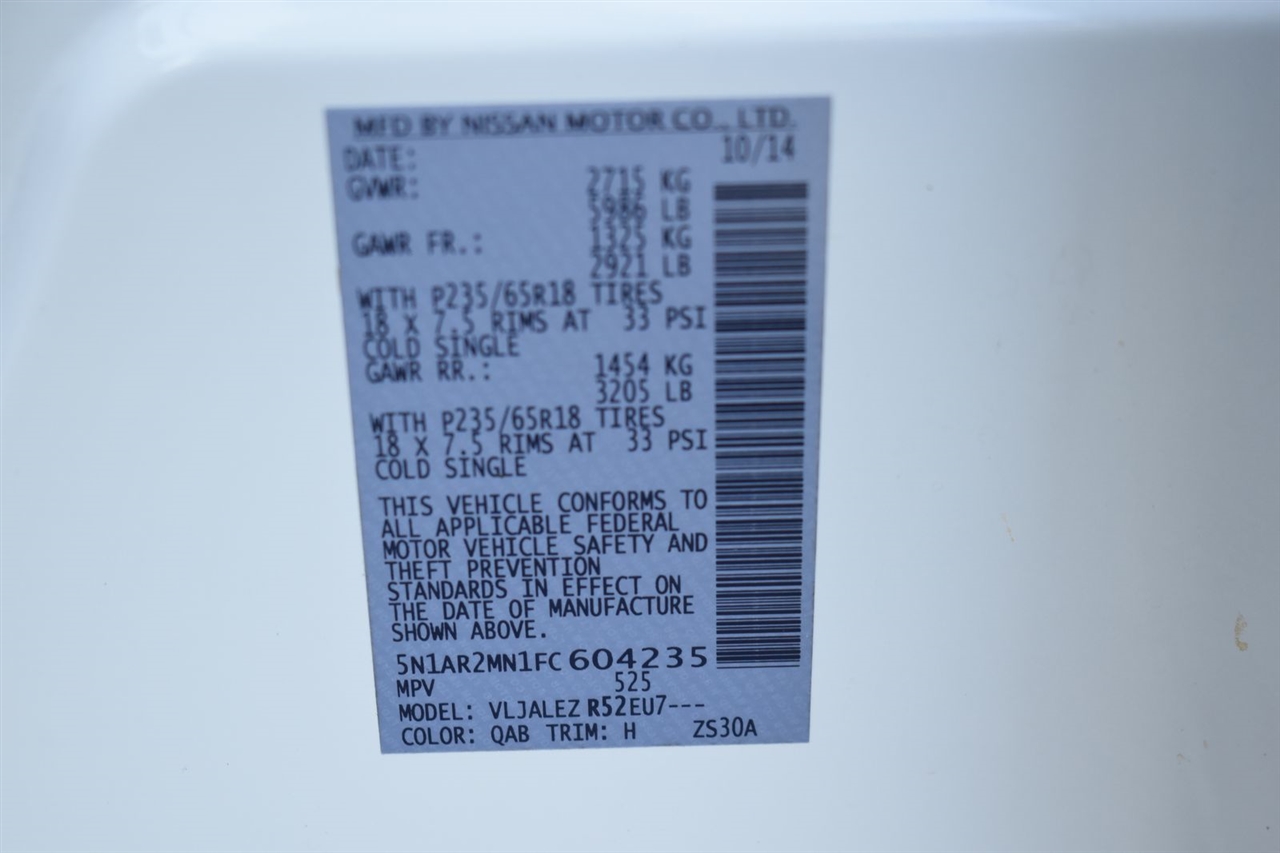 MFD BY NISSAN MOTOR CO., LTD.
DATE: 10/14
GVWR: 2715 KG
5986 LB
GAWR FR.: 1325 KG
2921 LB
WITH P235/65R18 TIRES
18 X 7.5 RIMS AT 33 PSI
COLD SINGLE
GAWR RR.: 1454 KG
3205 LB
WITH P235/65R18 TIRES
18 X 7.5 RIMS AT 33 PSI
COLD SINGLE
THIS VEHICLE CONFORMS TO
ALL APPLICABLE FEDERAL
MOTOR VEHICLE SAFETY AND
THEFT PREVENTION
STANDARDS IN EFFECT ON
THE DATE OF MANUFACTURE
SHOWN ABOVE.
5N1AR2MN1FC 604235
MPV 525
MODEL: VLJALEZ R52EU7---
COLOR: QAB TRIM: H ZS30A